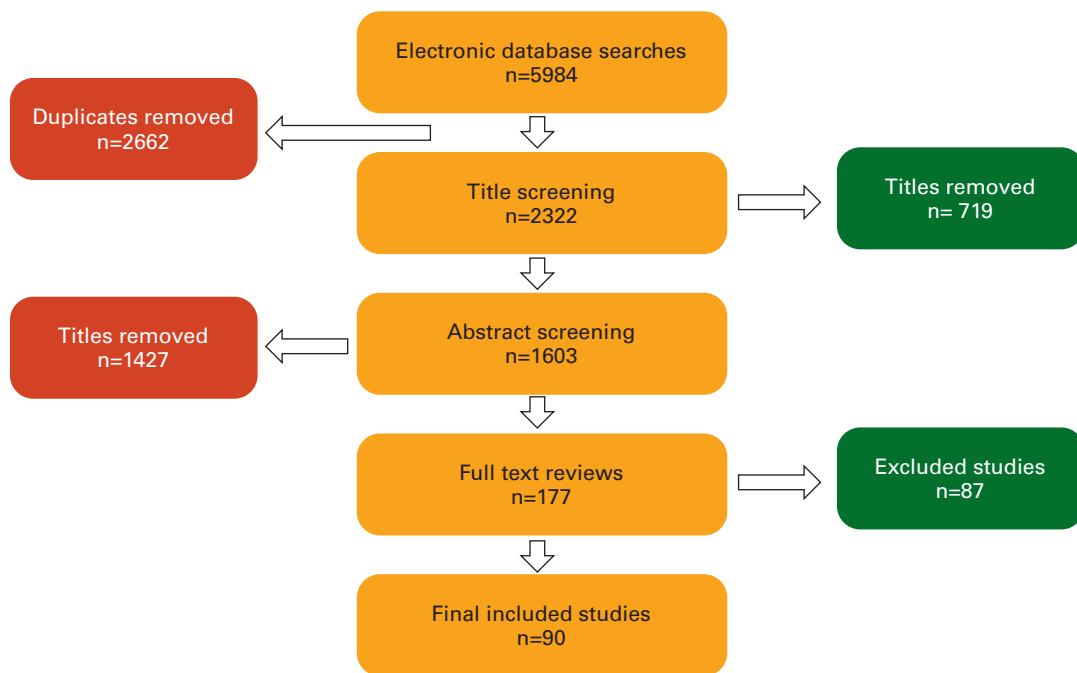 Electronic database searches
n=5984
Duplicates removed
n=2662
Title screening
n=2322
Titles removed
n= 719
Abstract screening
n=1603
Titles removed
n=1427
Full text reviews
n=177
Excluded studies
n=87
Final included studies
n=90